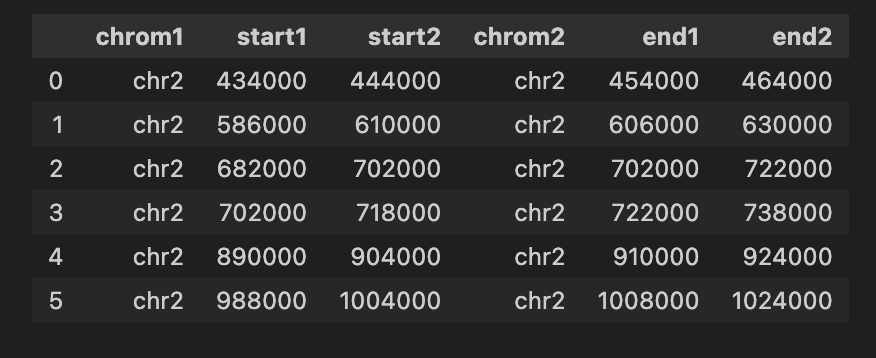 chrom1 start1 start2 chrom2 end1 end2
0 chr2 434000 444000 chr2 454000 464000
1 chr2 586000 610000 chr2 606000 630000
2 chr2 682000 702000 chr2 702000 722000
3 chr2 702000 718000 chr2 722000 738000
4 chr2 890000 904000 chr2 910000 924000
5 chr2 988000 1004000 chr2 1008000 1024000